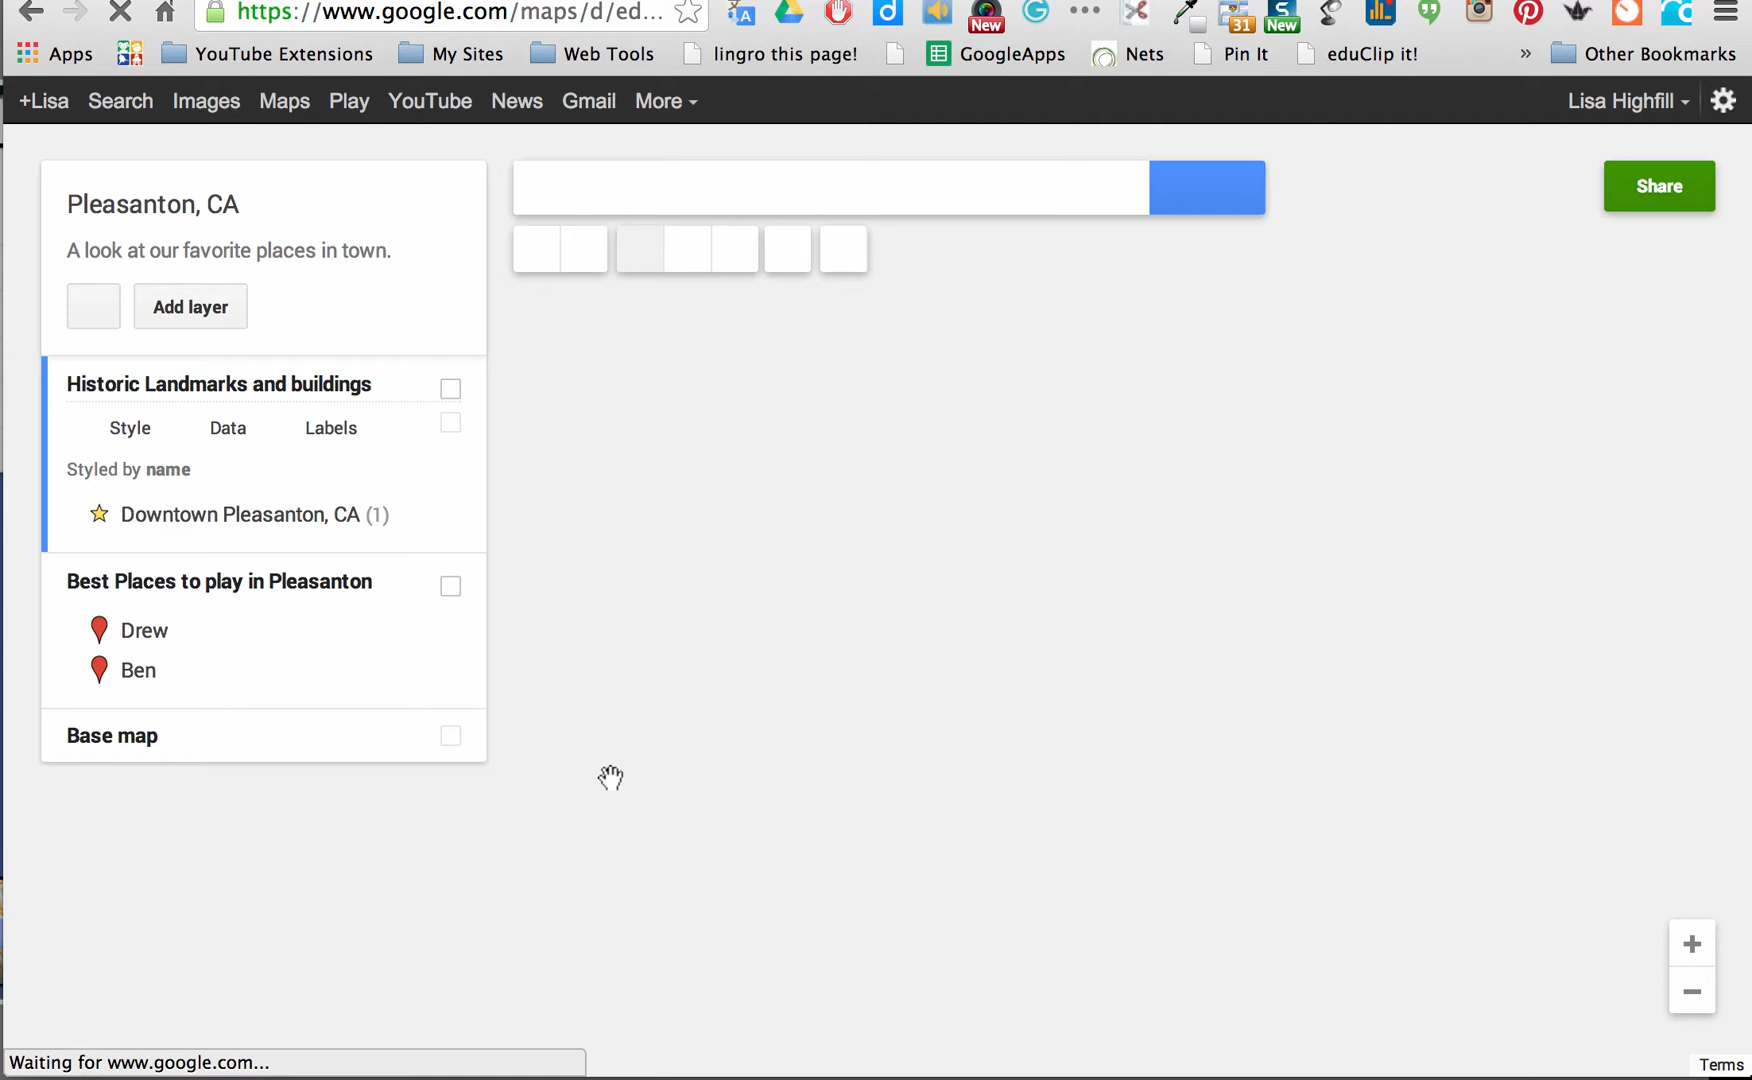 https://www.google.com/maps/d/ed...
New
31
New
Apps YouTube Extensions My Sites Web Tools lingro this page! GoogleApps Nets Pin It eduClip it! » Other Bookmarks
+Lisa Search Images Maps Play YouTube News Gmail More Lisa Highfill
Pleasanton, CA
A look at our favorite places in town.
Add layer
Share
Historic Landmarks and buildings
Style Data Labels
Styled by name
Downtown Pleasanton, CA (1)
Best Places to play in Pleasanton
Drew
Ben
Base map
+
−
Waiting for www.google.com...
Terms